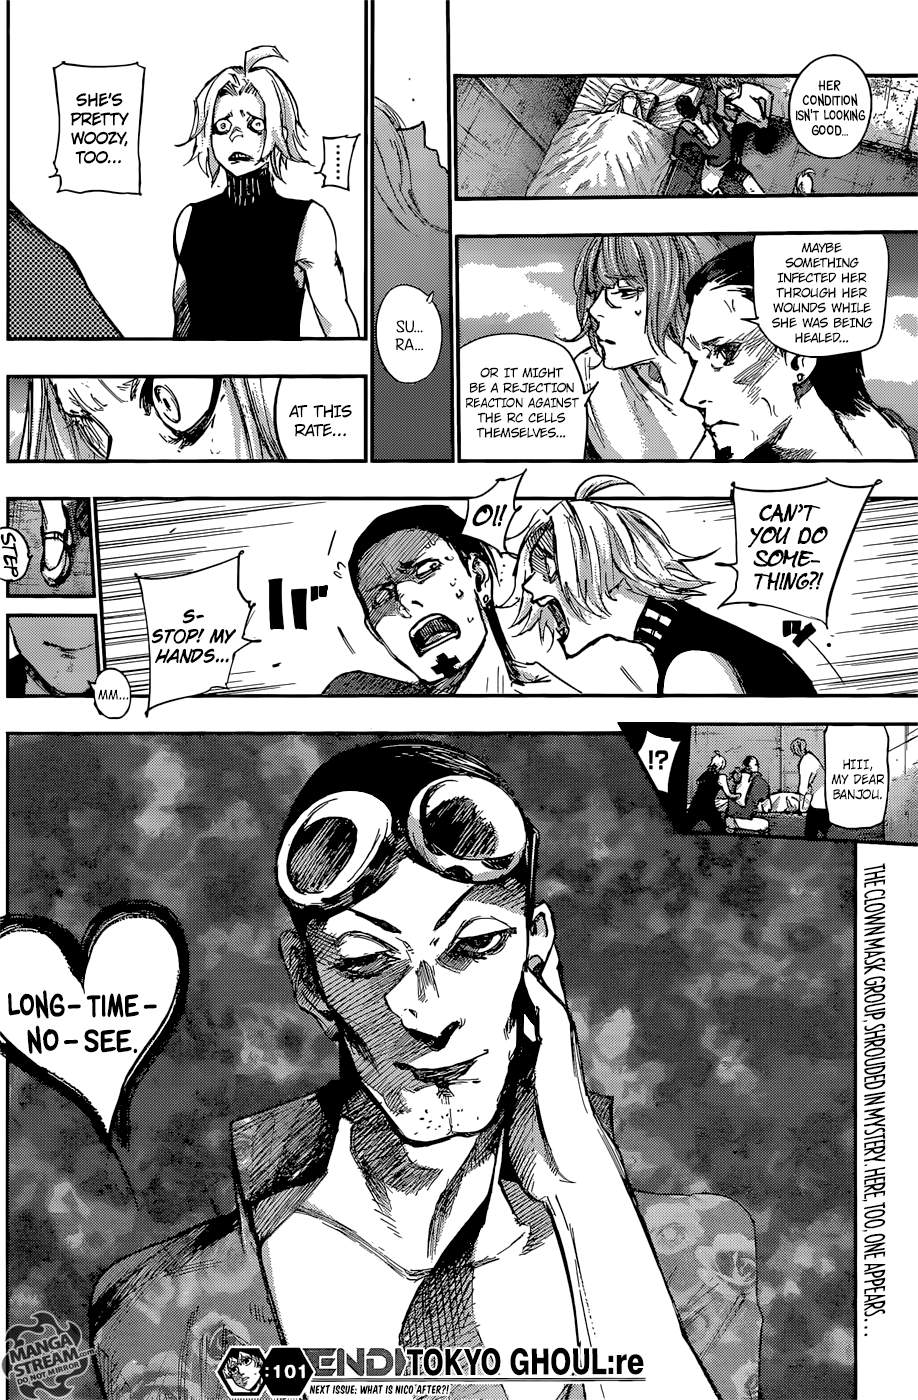 HER
CONDITION
ISN'T LOOKING
GOOD...
MAYBE
SOMETHING
INFECTED HER
THROUGH HER
WOUNDS WHILE
SHE WAS BEING
HEALED...
OR IT MIGHT
BE A REJECTION
REACTION AGAINST
THE RC CELLS
THEMSELVES...
SU...
RA...
......
SHE'S
PRETTY
WOOZY,
TOO...
AT THIS
RATE...
CAN'T
YOU DO
SOME-
THING?!
OI!
ッ
バ
S-
STOP! MY
HANDS...
STEP
MM...
HIII,
MY DEAR
BANJOU.
!?
LONG-TIME-
NO-SEE.
THE CLOWN MASK GROUP, SHROUDED IN MYSTERY. HERE, TOO, ONE APPEARS...
:101 END TOKYO GHOUL:re
NEXT ISSUE: WHAT IS NICO AFTER?!
MANGA
STREAM.com
DO NOT MIRROR